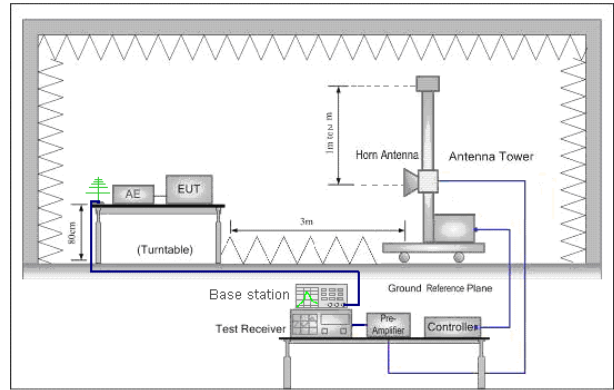 1m to 2 m
Horn Antenna
Antenna Tower
AE
EUT
80cm
(Turntable)
3m
Ground Reference Plane
Base station
Test Receiver
Pre-
Amplifier
Controller